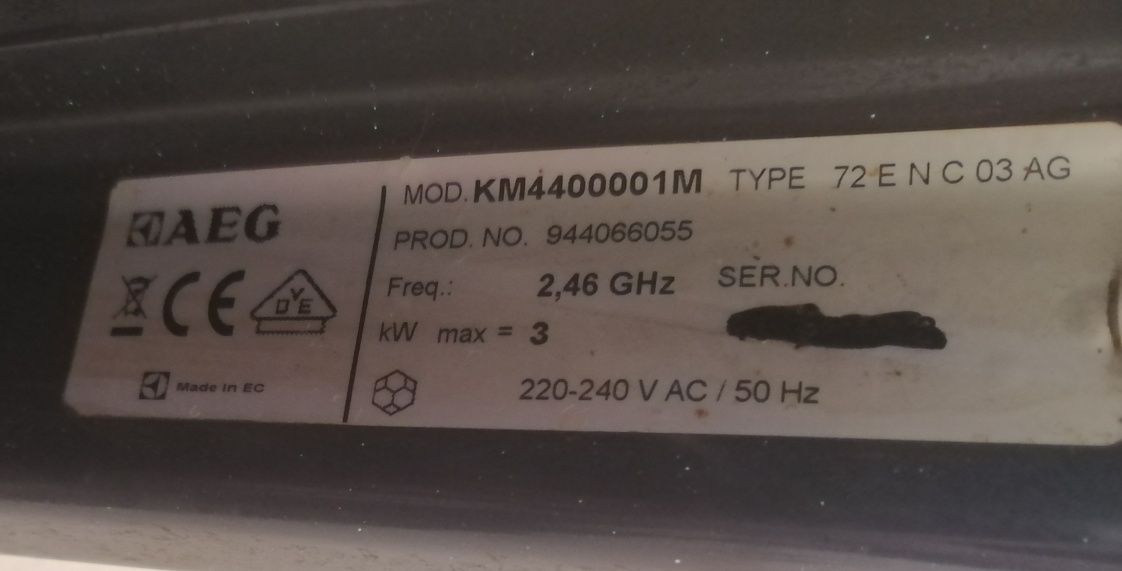 AEG
VDE
Made in EC
MOD. KM4400001M TYPE 72 E N C 03 AG
PROD. NO. 944066055
Freq.: 2,46 GHz SER.NO.
kW max = 3
220-240 V AC / 50 Hz